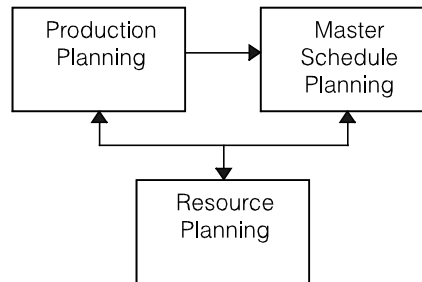 Production
Planning
Master
Schedule
Planning
Resource
Planning